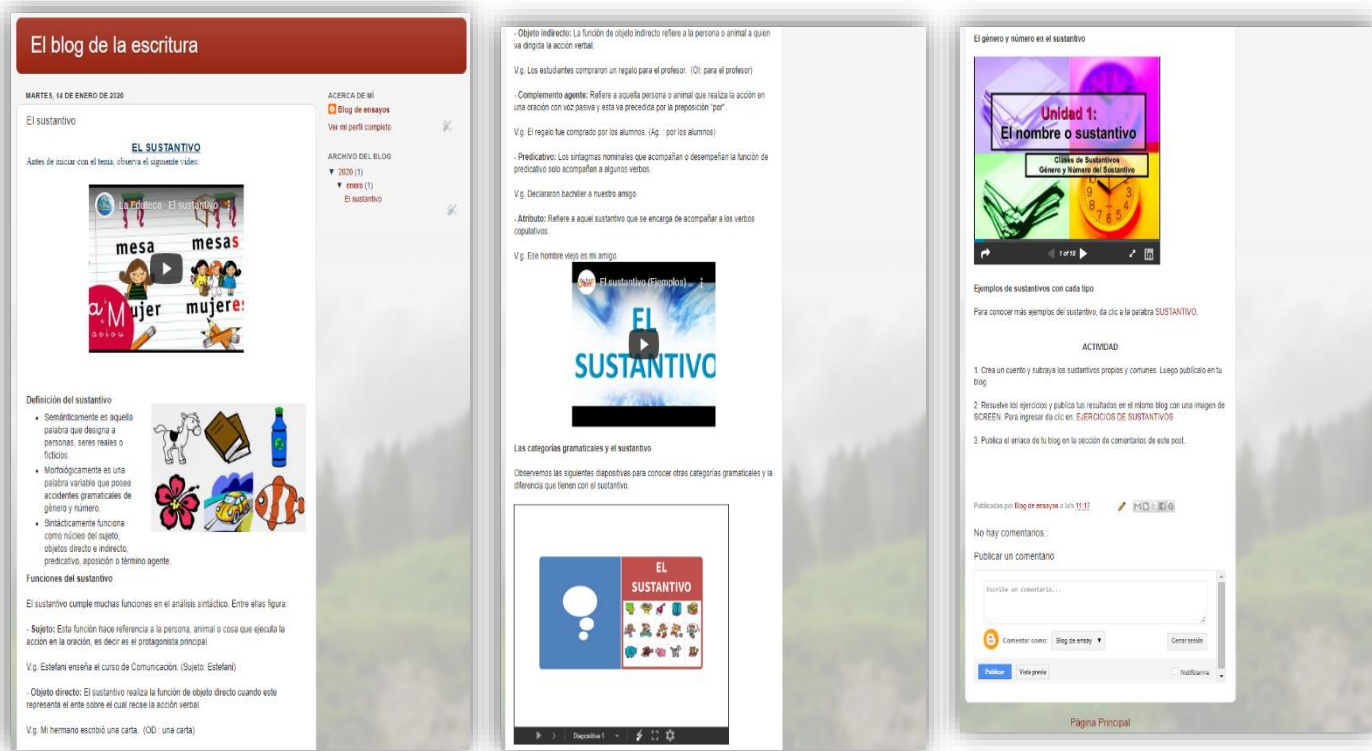 El blog de la escritura
MARTES, 14 DE ENERO DE 2020
El sustantivo
EL SUSTANTIVO
Antes de iniciar con el tema, observa el siguiente video:
La Eduteca - El sustantivo
mesa
mesas
mujer
mujeres
a e i o u
Definición del sustantivo
• Semánticamente es aquella
palabra que designa a
personas, seres reales o
ficticios.
• Morfológicamente es una
palabra variable que posee
accidentes gramaticales de
género y número.
• Sintácticamente funciona
como núcleo del sujeto,
objetos directo e indirecto,
predicativo, aposición o término agente.
Funciones del sustantivo
El sustantivo cumple muchas funciones en el análisis sintáctico. Entre ellas figura:
- Sujeto: Esta función hace referencia a la persona, animal o cosa que ejecuta la
acción en la oración, es decir es el protagonista principal.
V.g. Estefani enseña el curso de Comunicación. (Sujeto: Estefani)
- Objeto directo: El sustantivo realiza la función de objeto directo cuando este
representa el ente sobre el cual recae la acción verbal.
V.g. Mi hermano escribió una carta. (OD : una carta)
ACERCA DE MÍ
Blog de ensayos
Ver mi perfil completo
ARCHIVO DEL BLOG
▼ 2020 (1)
▼ enero (1)
El sustantivo
- Objeto indirecto: La función de objeto indirecto refiere a la persona o animal a quien
va dirigida la acción verbal.
V.g. Los estudiantes compraron un regalo para el profesor. (OI: para el profesor)
- Complemento agente: Refiere a aquella persona o animal que realiza la acción en
una oración con voz pasiva y esta va precedida por la preposición "por".
V.g. El regalo fue comprado por los alumnos. (Ag. : por los alumnos)
- Predicativo: Los sintagmas nominales que acompañan o desempeñan la función de
predicativo solo acompañan a algunos verbos.
V.g. Declararon bachiller a nuestro amigo.
- Atributo: Refiere a aquel sustantivo que se encarga de acompañar a los verbos
copulativos.
V.g. Ese hombre viejo es mi amigo.
El sustantivo (Ejemplos) ...
EL
SUSTANTIVO
Las categorías gramaticales y el sustantivo
Observemos las siguientes diapositivas para conocer otras categorías gramaticales y la
diferencia que tienen con el sustantivo.
EL
SUSTANTIVO
Diapositiva 1
El género y número en el sustantivo
Unidad 1:
El nombre o sustantivo
Clases de Sustantivos
Género y Número del Sustantivo
1 of 18
Ejemplos de sustantivos con cada tipo
Para conocer más ejemplos del sustantivo, da clic a la palabra SUSTANTIVO.
ACTIVIDAD
1. Crea un cuento y subraya los sustantivos propios y comunes. Luego publícalo en tu
blog.
2. Resuelve los ejercicios y publica tus resultados en el mismo blog con una imagen de
SCREEN. Para ingresar da clic en: EJERCICIOS DE SUSTANTIVOS
3. Publica el enlace de tu blog en la sección de comentarios de este post.
Publicadas por Blog de ensayos a la/s 11:17
No hay comentarios.:
Publicar un comentario
Escribe un comentario...
Comentar como: Blog de ensay ▼
Cerrar sesión
Publicar
Vista previa
Notificarme
Página Principal